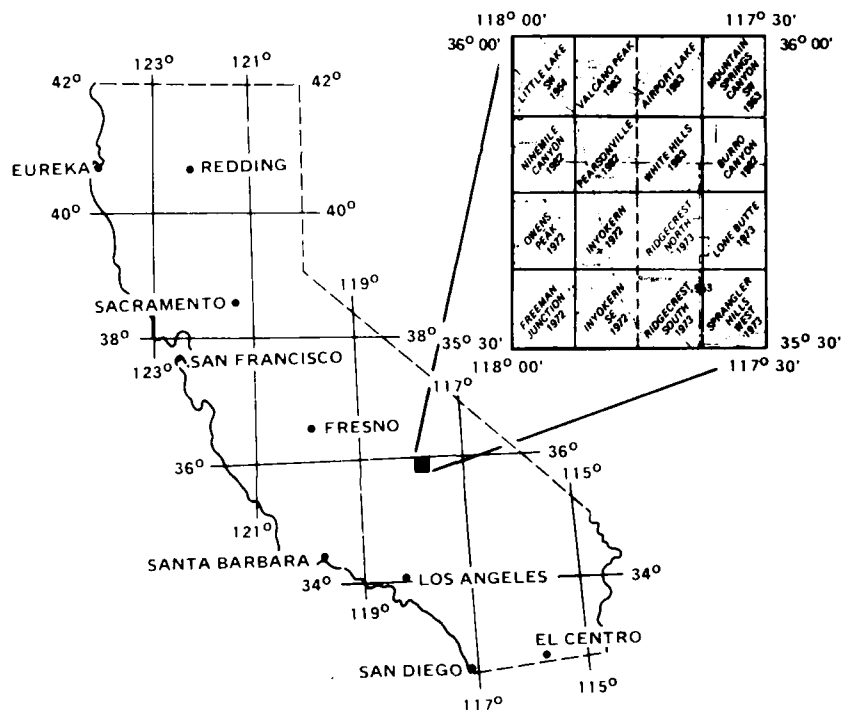 118° 00'
117° 30'
36° 00'
36° 00'
LITTLE LAKE
SW
1984
VALCANO PEAK
1983
AIRPORT LAKE
1983
MOUNTAIN
SPRINGS
CANYON
SW
1983
NINEMILE
CANYON
1982
PEARSONVILLE
1982
WHITE HILLS
1983
BURRO
CANYON
1982
OWENS
PEAK
1972
INYOKERN
1972
RIDGECREST
NORTH
1973
LONE BUTTE
1973
FREEMAN
JUNCTION
1972
INYOKERN
SE
1972
RIDGECREST
SOUTH
1973
SPRANGLER
HILLS
WEST
1973
35° 30'
35° 30'
118° 00'
117° 30'
123°
121°
42°
42°
EUREKA
REDDING
40°
40°
119°
SACRAMENTO
38°
38°
123°
SAN FRANCISCO
117°
FRESNO
36°
36°
115°
121°
SANTA BARBARA
34°
LOS ANGELES
34°
119°
EL CENTRO
SAN DIEGO
115°
117°